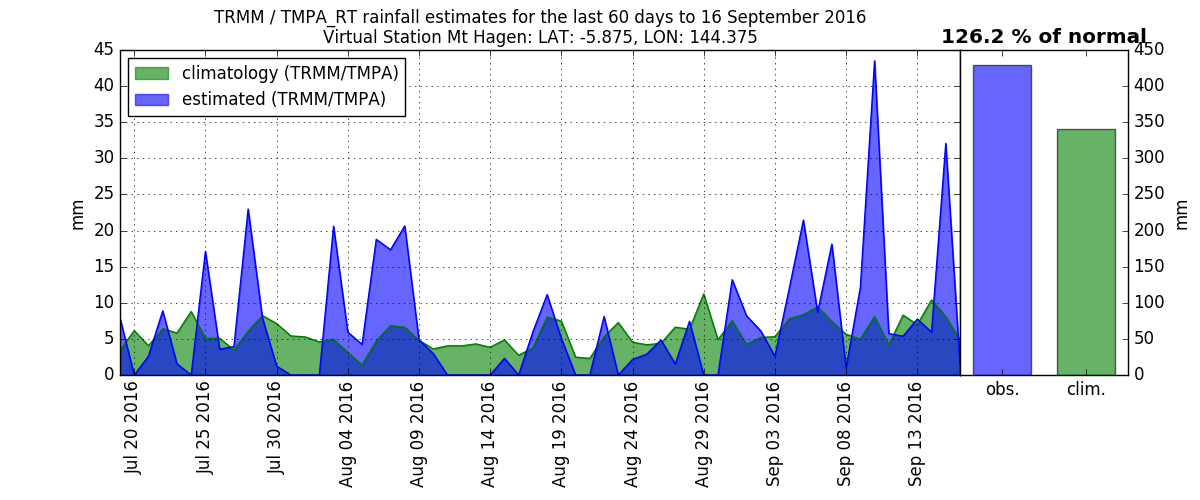 TRMM / TMPA_RT rainfall estimates for the last 60 days to 16 September 2016
Virtual Station Mt Hagen: LAT: -5.875, LON: 144.375
126.2 % of normal
climatology (TRMM/TMPA)
estimated (TRMM/TMPA)
mm
45
40
35
30
25
20
15
10
5
0
Jul 20 2016
Jul 25 2016
Jul 30 2016
Aug 04 2016
Aug 09 2016
Aug 14 2016
Aug 19 2016
Aug 24 2016
Aug 29 2016
Sep 03 2016
Sep 08 2016
Sep 13 2016
obs.
clim.
450
400
350
300
250
200
150
100
50
0
mm